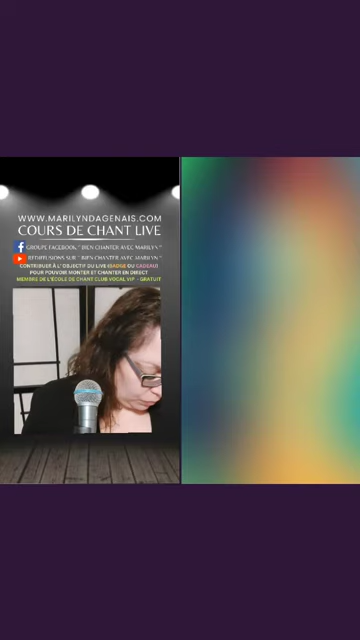 WWW.MARILYNDAGENAIS.COM
COURS DE CHANT LIVE
GROUPE FACEBOOK " BIEN CHANTER AVEC MARILYN "
REDIFFUSIONS SUR " BIEN CHANTER AVEC MARILYN "
CONTRIBUER À L' OBJECTIF DU LIVE (BADGE OU CADEAU)
POUR POUVOIR MONTER ET CHANTER EN DIRECT
MEMBRE DE L'ÉCOLE DE CHANT CLUB VOCAL VIP - GRATUIT